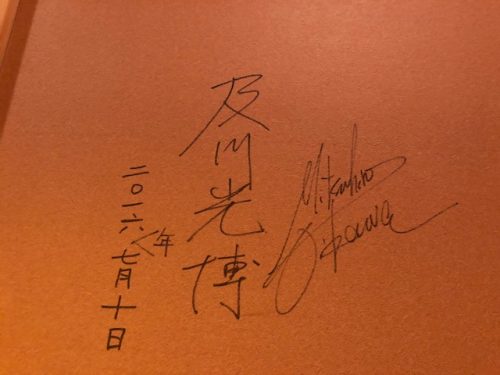 及川光博
Mitsuhiro
Oikawa
二〇一六年七月十日